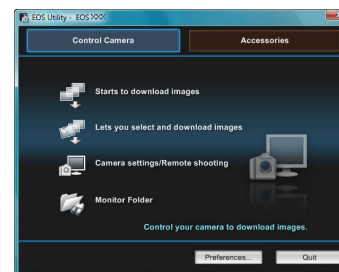 EOS Utility - EOS XXX
Control Camera
Accessories
Starts to download images
Lets you select and download images
Camera settings/Remote shooting
Monitor Folder
Control your camera to download images.
Preferences...
Quit